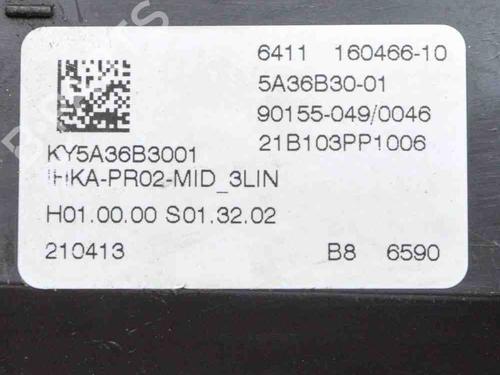 6411 160466-10
5A36B30-01
90155-049/0046
21B103PP1006
KY5A36B3001
IHKA-PR02-MID_3LIN
H01.00.00 S01.32.02
210413 B8 6590